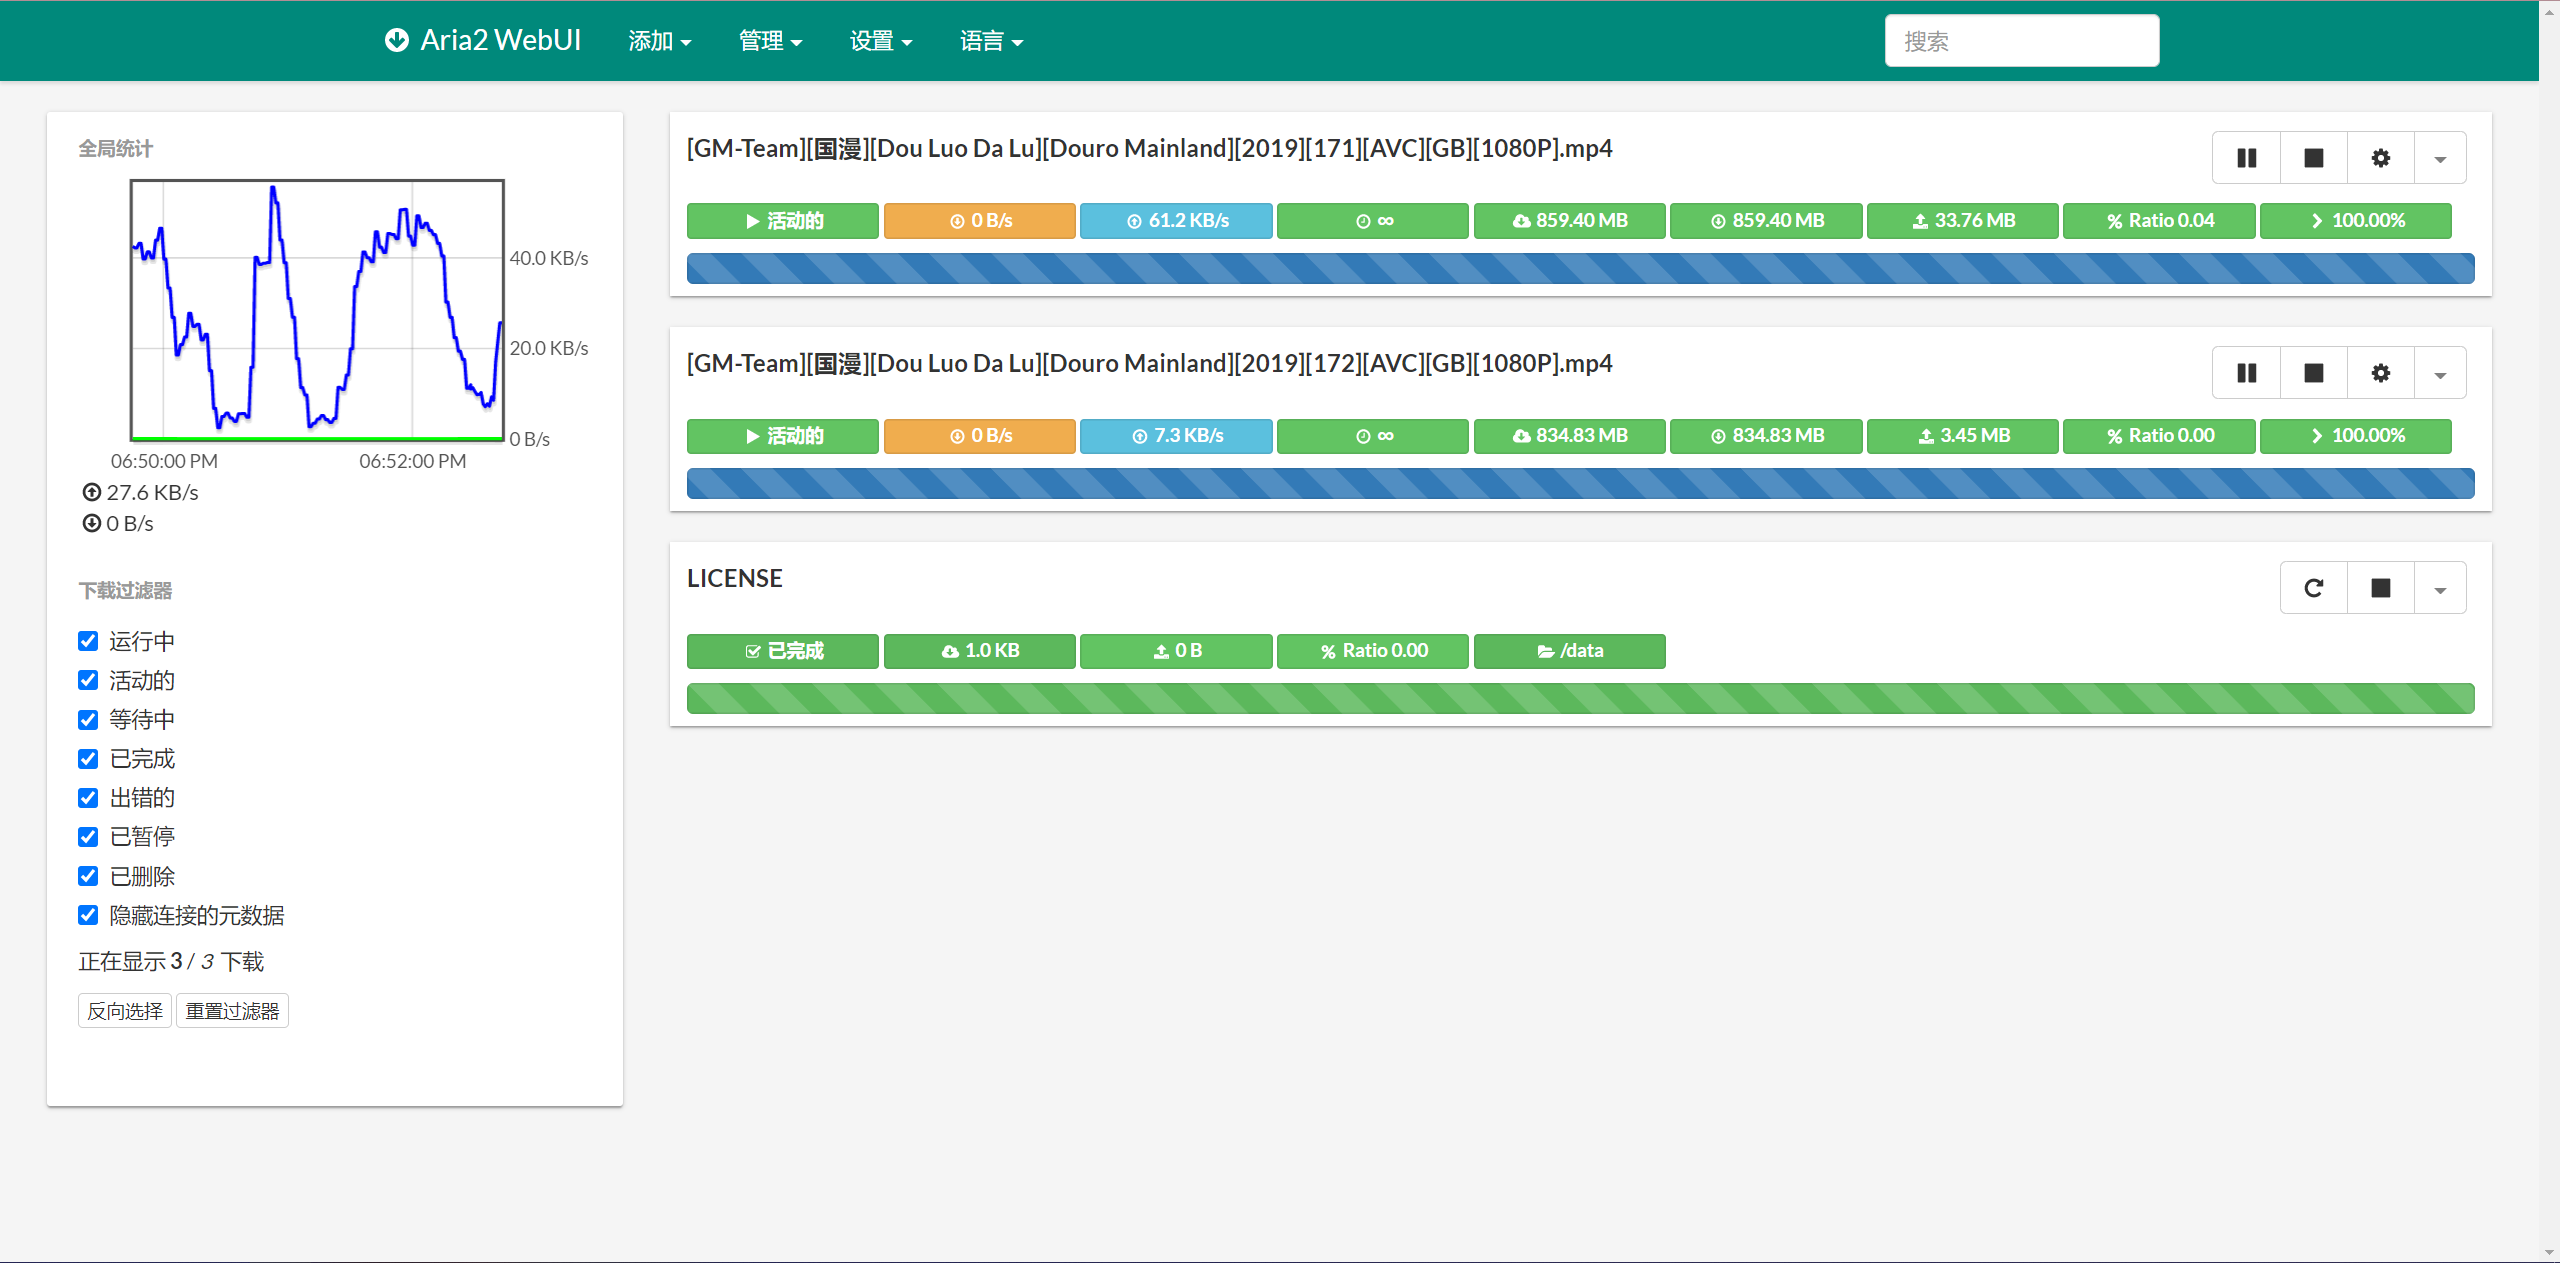 Aria2 WebUI 添加 管理 设置 语言 搜索
全局统计
40.0 KB/s
20.0 KB/s
0 B/s
06:50:00 PM 06:52:00 PM
27.6 KB/s
0 B/s
下载过滤器
运行中
活动的
等待中
已完成
出错的
已暂停
已删除
隐藏连接的元数据
正在显示 3 / 3 下载
反向选择 重置过滤器
[GM-Team][国漫][Dou Luo Da Lu][Douro Mainland][2019][171][AVC][GB][1080P].mp4
活动的 0 B/s 61.2 KB/s ∞ 859.40 MB 859.40 MB 33.76 MB Ratio 0.04 100.00%
[GM-Team][国漫][Dou Luo Da Lu][Douro Mainland][2019][172][AVC][GB][1080P].mp4
活动的 0 B/s 7.3 KB/s ∞ 834.83 MB 834.83 MB 3.45 MB Ratio 0.00 100.00%
LICENSE
已完成 1.0 KB 0 B Ratio 0.00 /data